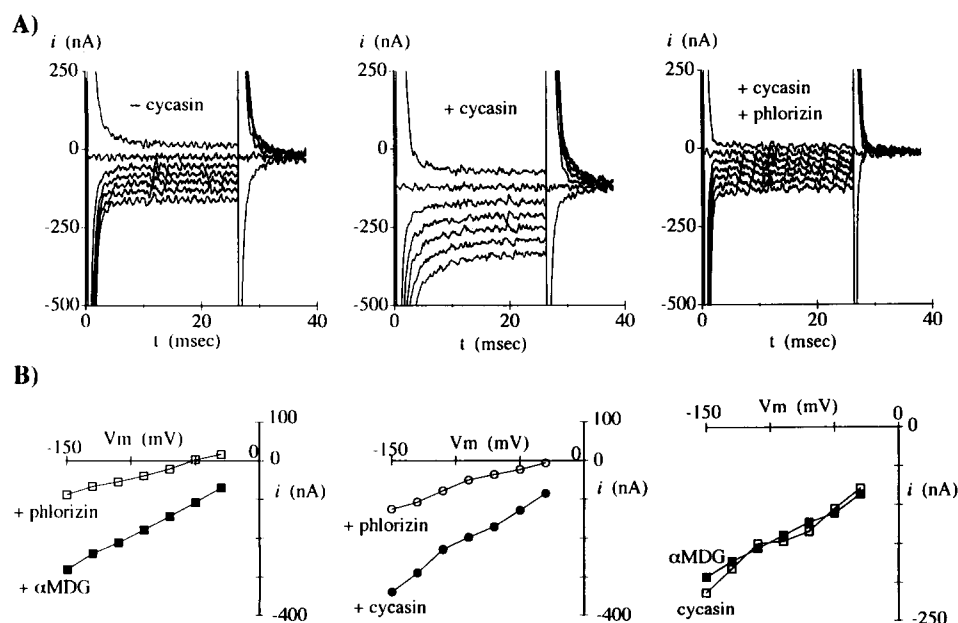 A)
i (nA)
250
0
-250
-500
0
20
40
t (msec)
− cycasin
i (nA)
250
0
-250
-500
0
20
40
t (msec)
+ cycasin
i (nA)
250
0
-250
-500
0
20
40
t (msec)
+ cycasin
+ phlorizin
B)
100
Vm (mV)
-150
0
0
i (nA)
+ phlorizin
+ αMDG
-400
100
Vm (mV)
-150
0
0
i (nA)
+ phlorizin
+ cycasin
-400
Vm (mV)
-150
0
0
i (nA)
αMDG
cycasin
-250